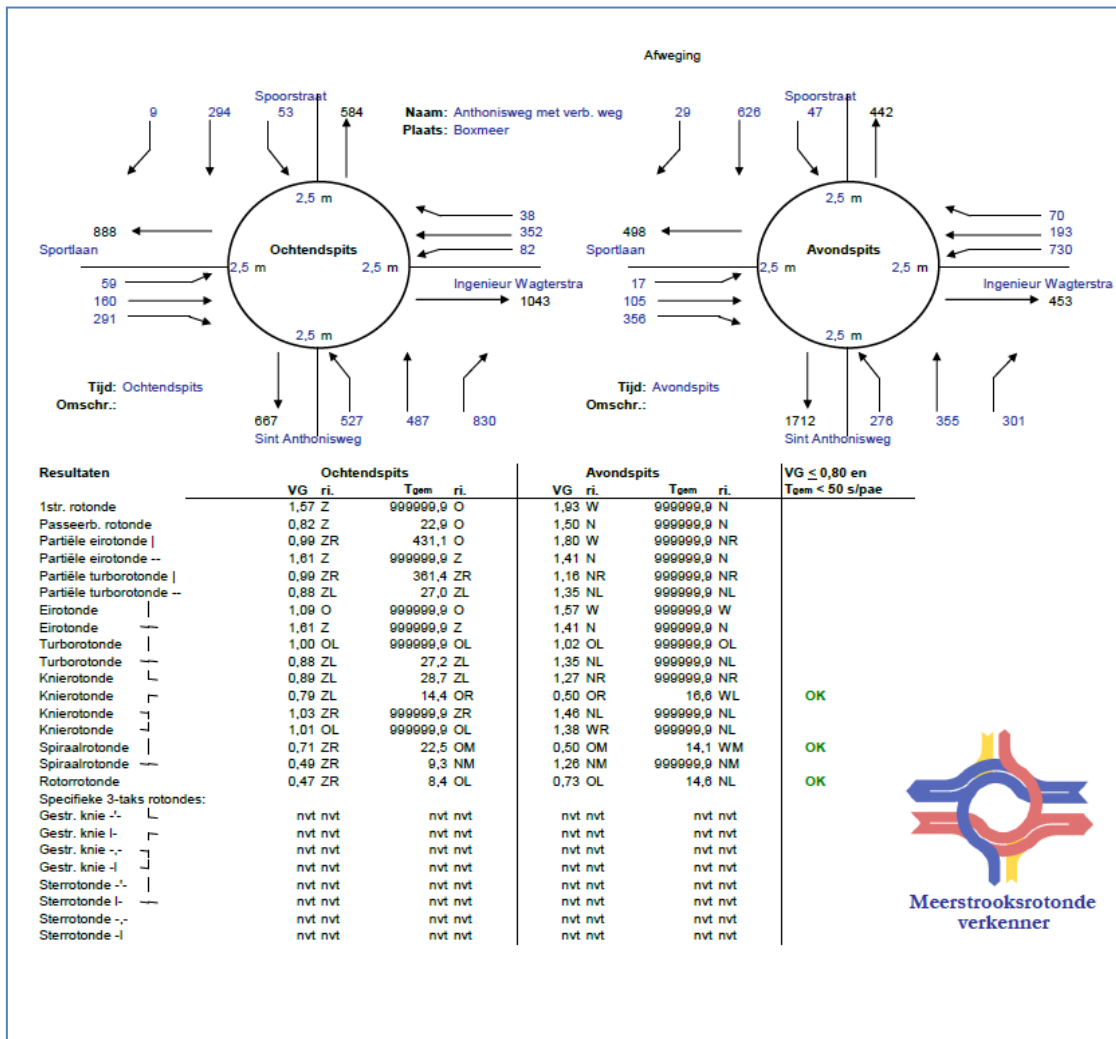 Afweging
Spoorstraat Spoorstraat
9 294 53 584 Naam: Anthonisweg met verb. weg 29 626 47 442
Plaats: Boxmeer
2,5 m 2,5 m
38 70
888 352 498 193
Sportlaan Ochtendspits 82 Sportlaan Avondspits 730
2,5 m 2,5 m 2,5 m 2,5 m
59 Ingenieur Wagterstra 17 Ingenieur Wagterstra
160 1043 105 453
291 356
2,5 m 2,5 m
Tijd: Ochtendspits Tijd: Avondspits
Omschr.: Omschr.:
667 527 487 830 1712 276 355 301
Sint Anthonisweg Sint Anthonisweg
Resultaten Ochtendspits Avondspits VG ≤ 0,80 en
VG ri. Tgem ri. VG ri. Tgem ri. Tgem < 50 s/pae
1str. rotonde 1,57 Z 999999,9 O 1,93 W 999999,9 N
Passeerb. rotonde 0,82 Z 22,9 O 1,50 N 999999,9 N
Partiële eirotonde | 0,99 ZR 431,1 O 1,80 W 999999,9 NR
Partiële eirotonde -- 1,61 Z 999999,9 Z 1,41 N 999999,9 N
Partiële turborotonde | 0,99 ZR 361,4 ZR 1,16 NR 999999,9 NR
Partiële turborotonde -- 0,88 ZL 27,0 ZL 1,35 NL 999999,9 NL
Eirotonde 1,09 O 999999,9 O 1,57 W 999999,9 W
Eirotonde 1,61 Z 999999,9 Z 1,41 N 999999,9 N
Turborotonde 1,00 OL 999999,9 OL 1,02 OL 999999,9 OL
Turborotonde 0,88 ZL 27,2 ZL 1,35 NL 999999,9 NL
Knierotonde 0,89 ZL 28,7 ZL 1,27 NR 999999,9 NR
Knierotonde 0,79 ZL 14,4 OR 0,50 OR 16,6 WL OK
Knierotonde 1,03 ZR 999999,9 ZR 1,46 NL 999999,9 NL
Knierotonde 1,01 OL 999999,9 OL 1,38 WR 999999,9 NL
Spiraalrotonde 0,71 ZR 22,5 OM 0,50 OM 14,1 WM OK
Spiraalrotonde 0,49 ZR 9,3 NM 1,26 NM 999999,9 NM
Rotorrotonde 0,47 ZR 8,4 OL 0,73 OL 14,6 NL OK
Specifieke 3-taks rotondes:
Gestr. knie -'- nvt nvt nvt nvt nvt nvt nvt nvt
Gestr. knie I- nvt nvt nvt nvt nvt nvt nvt nvt
Gestr. knie -,- nvt nvt nvt nvt nvt nvt nvt nvt
Gestr. knie -I nvt nvt nvt nvt nvt nvt nvt nvt
Sterrotonde -'- nvt nvt nvt nvt nvt nvt nvt nvt
Sterrotonde I- nvt nvt nvt nvt nvt nvt nvt nvt
Sterrotonde -,- nvt nvt nvt nvt nvt nvt nvt nvt
Sterrotonde -I nvt nvt nvt nvt nvt nvt nvt nvt
Meerstrooksrotonde
verkenner